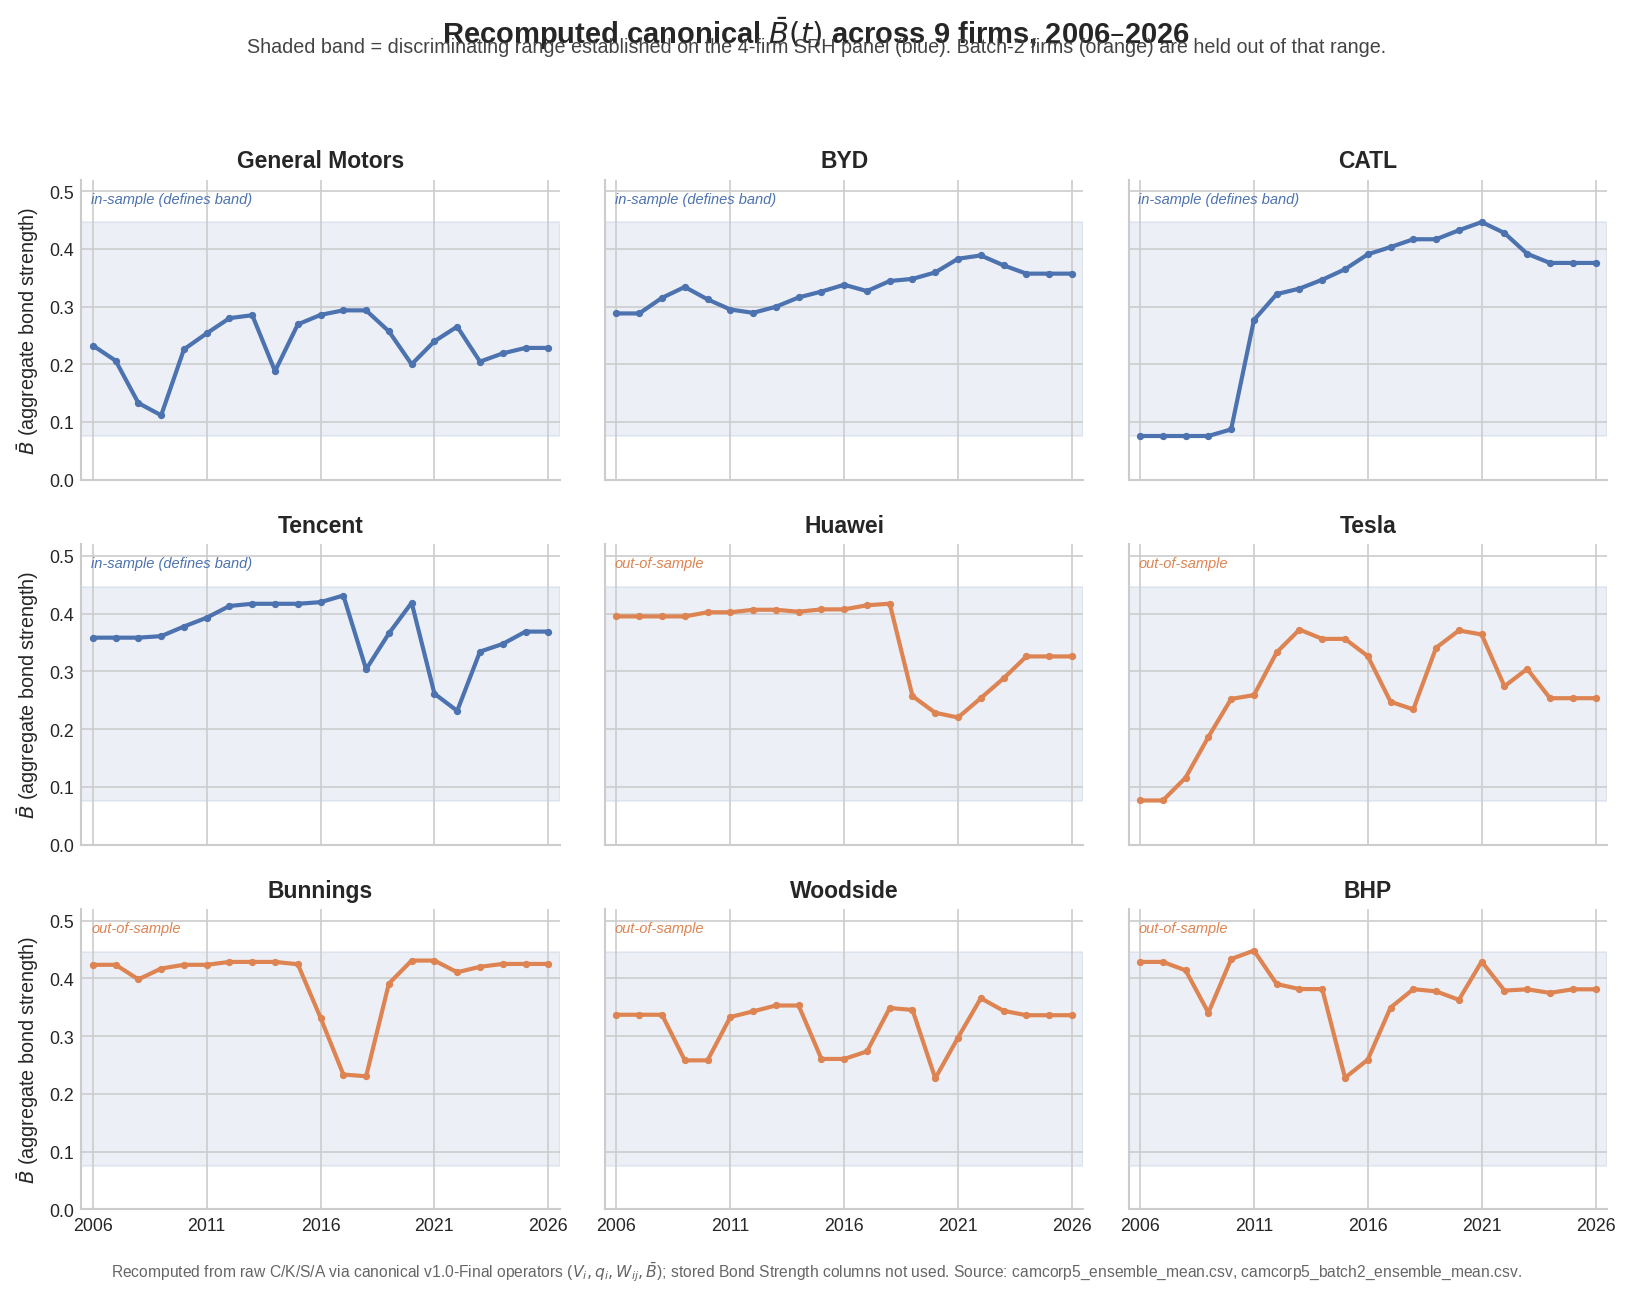 Recomputed canonical B̄(t) across 9 firms, 2006–2026
Shaded band = discriminating range established on the 4-firm SRH panel (blue). Batch-2 firms (orange) are held out of that range.
General Motors
BYD
CATL
in-sample (defines band)
in-sample (defines band)
in-sample (defines band)
B̄ (aggregate bond strength)
0.5
0.4
0.3
0.2
0.1
0.0
Tencent
Huawei
Tesla
in-sample (defines band)
out-of-sample
out-of-sample
B̄ (aggregate bond strength)
0.5
0.4
0.3
0.2
0.1
0.0
Bunnings
Woodside
BHP
out-of-sample
out-of-sample
out-of-sample
B̄ (aggregate bond strength)
0.5
0.4
0.3
0.2
0.1
0.0
2006 2011 2016 2021 2026
2006 2011 2016 2021 2026
2006 2011 2016 2021 2026
Recomputed from raw C/K/S/A via canonical v1.0-Final operators (Vᵢ, qᵢ, Wᵢⱼ, B̄); stored Bond Strength columns not used. Source: camcorp5_ensemble_mean.csv, camcorp5_batch2_ensemble_mean.csv.